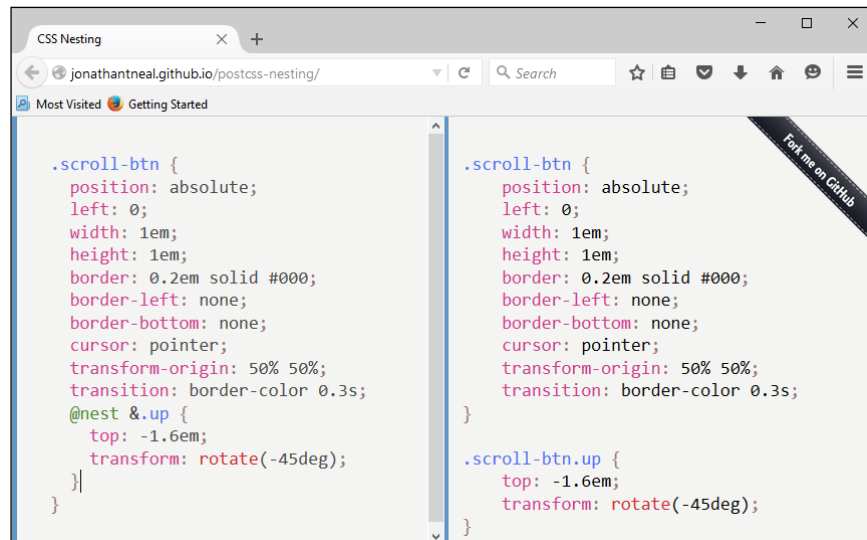 CSS Nesting
jonathantneal.github.io/postcss-nesting/
Search
Most Visited Getting Started
.scroll-btn {
position: absolute;
left: 0;
width: 1em;
height: 1em;
border: 0.2em solid #000;
border-left: none;
border-bottom: none;
cursor: pointer;
transform-origin: 50% 50%;
transition: border-color 0.3s;
@nest &.up {
top: -1.6em;
transform: rotate(-45deg);
}
}
.scroll-btn {
position: absolute;
left: 0;
width: 1em;
height: 1em;
border: 0.2em solid #000;
border-left: none;
border-bottom: none;
cursor: pointer;
transform-origin: 50% 50%;
transition: border-color 0.3s;
}
.scroll-btn.up {
top: -1.6em;
transform: rotate(-45deg);
}
Fork me on GitHub